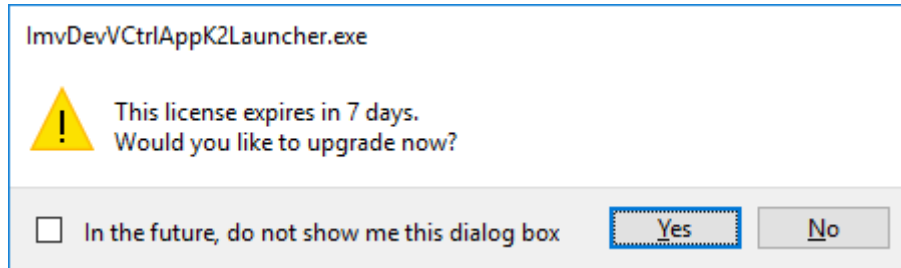 ImvDevVCtrlAppK2Launcher.exe
!
This license expires in 7 days.
Would you like to upgrade now?
In the future, do not show me this dialog box
Yes
No